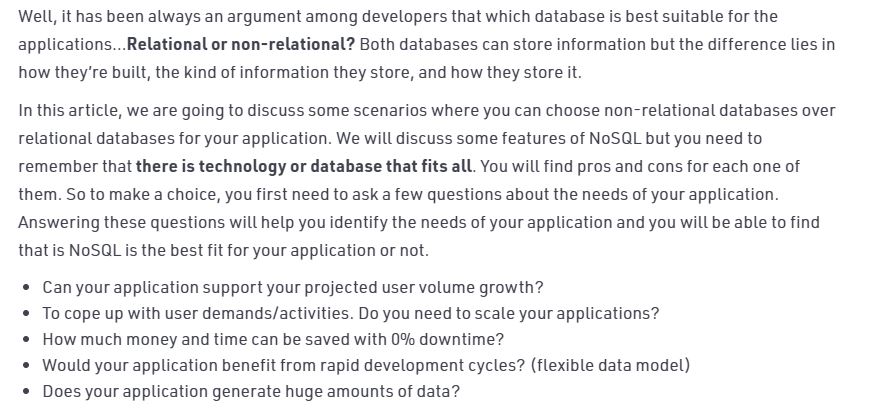 Well, it has been always an argument among developers that which database is best suitable for the
applications...Relational or non-relational? Both databases can store information but the difference lies in
how they're built, the kind of information they store, and how they store it.
In this article, we are going to discuss some scenarios where you can choose non-relational databases over
relational databases for your application. We will discuss some features of NoSQL but you need to
remember that there is technology or database that fits all. You will find pros and cons for each one of
them. So to make a choice, you first need to ask a few questions about the needs of your application.
Answering these questions will help you identify the needs of your application and you will be able to find
that is NoSQL is the best fit for your application or not.
• Can your application support your projected user volume growth?
• To cope up with user demands/activities. Do you need to scale your applications?
• How much money and time can be saved with 0% downtime?
• Would your application benefit from rapid development cycles? (flexible data model)
• Does your application generate huge amounts of data?